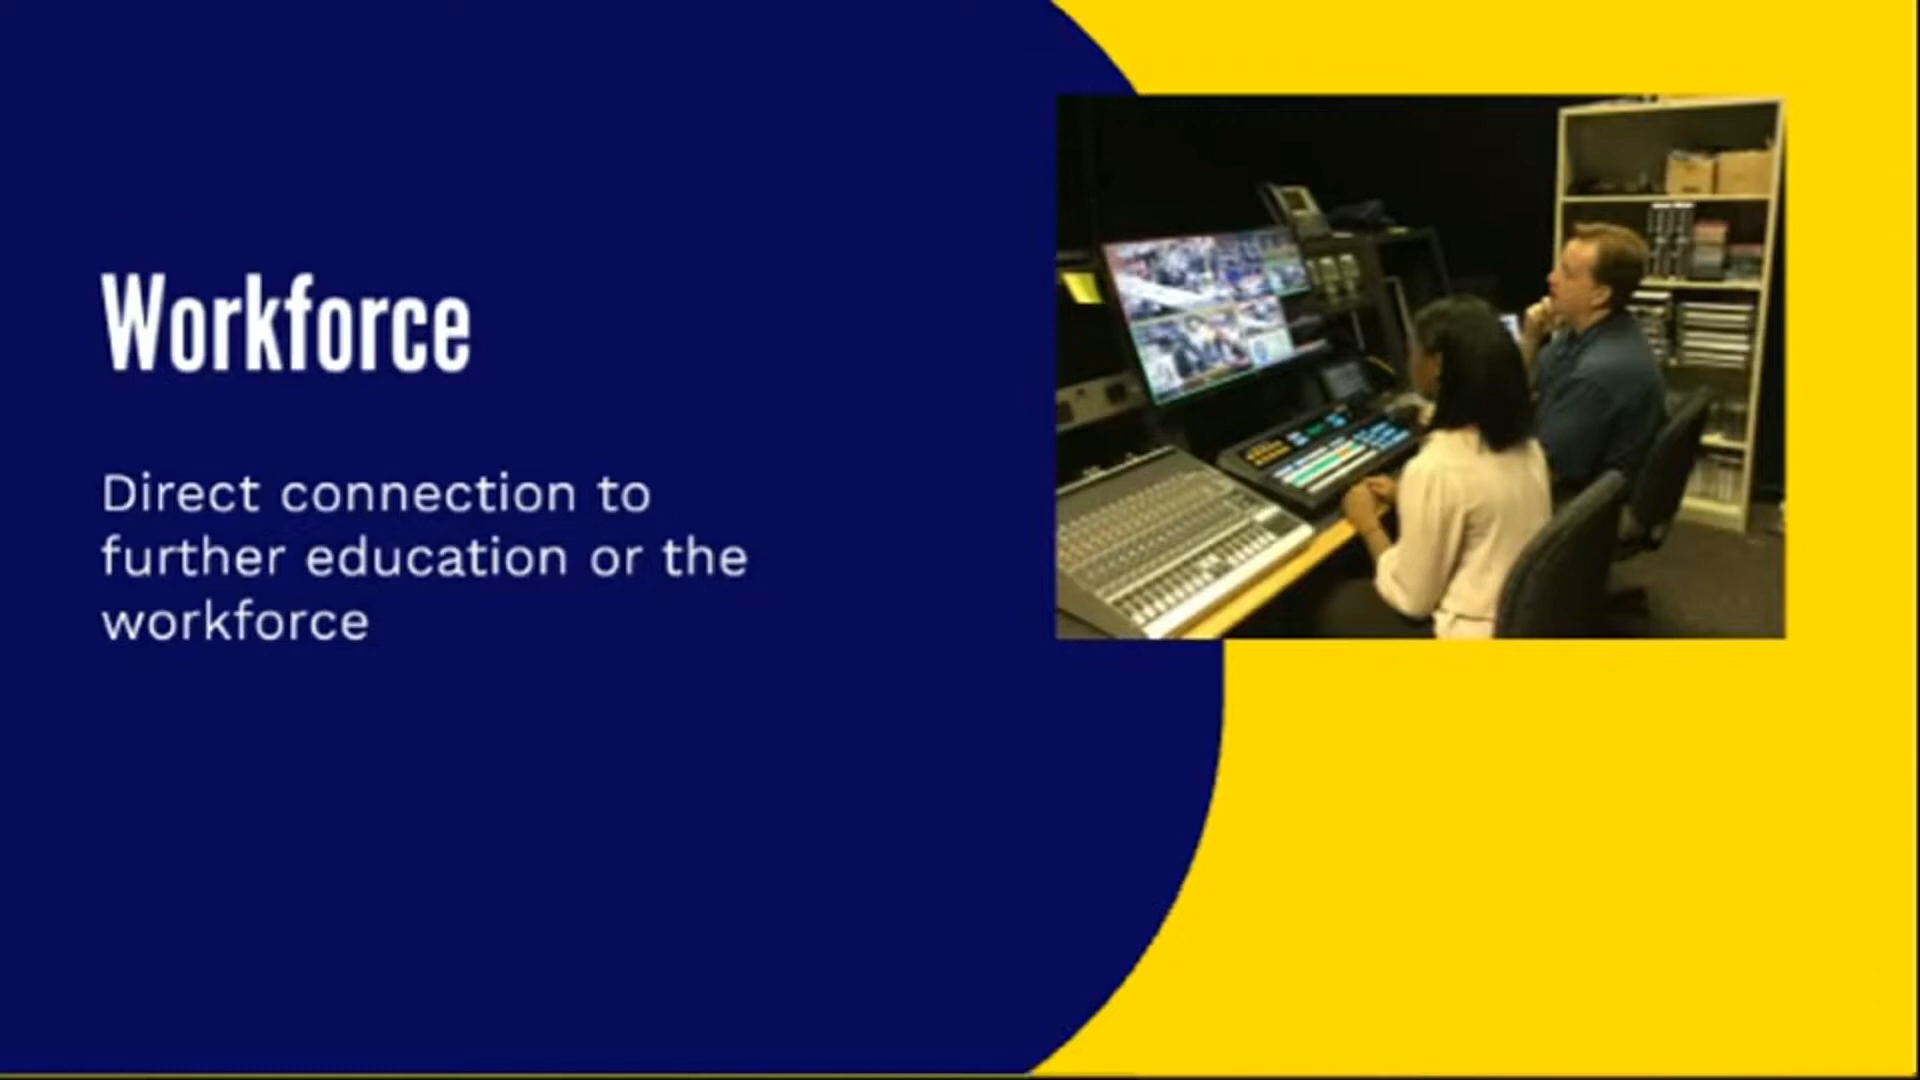 Workforce
Direct connection to
further education or the
workforce